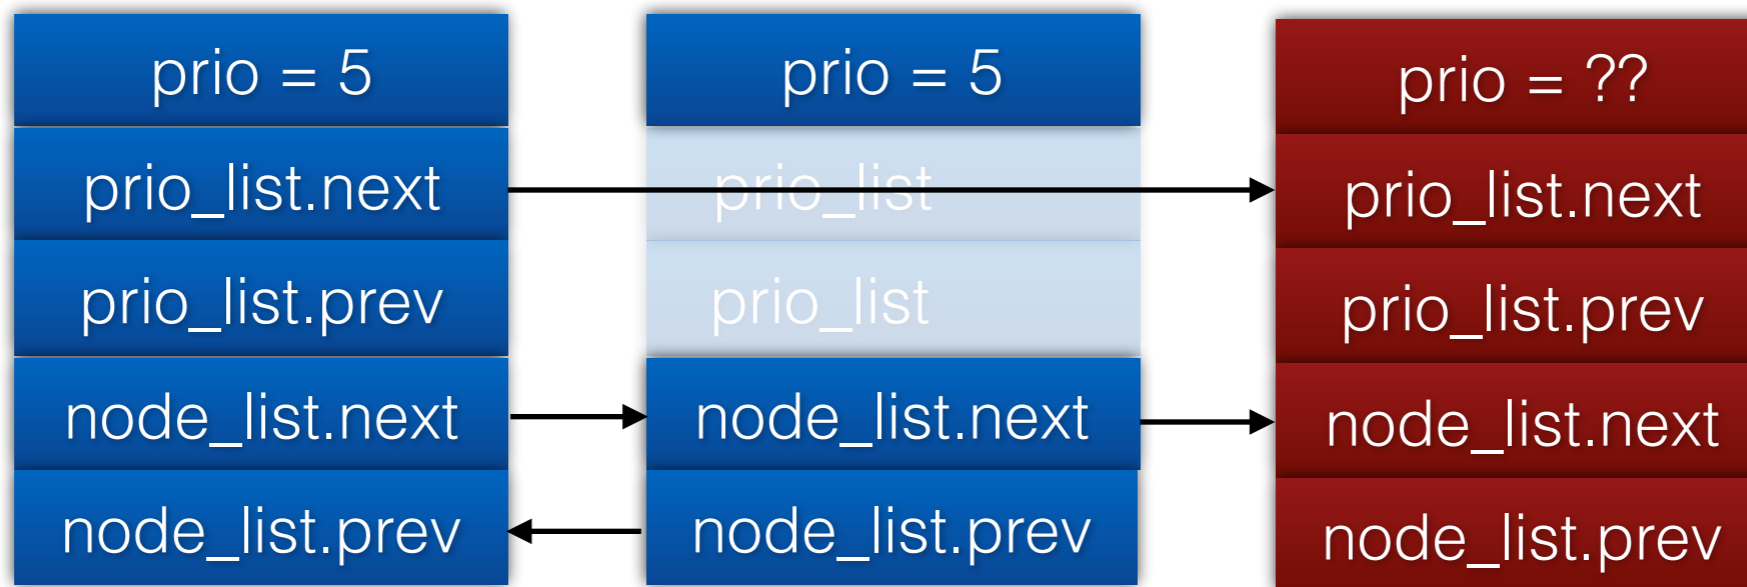 prio = 5
prio_list.next
prio_list.prev
node_list.next
node_list.prev
prio = 5
prio_list
prio_list
node_list.next
node_list.prev
prio = ??
prio_list.next
prio_list.prev
node_list.next
node_list.prev